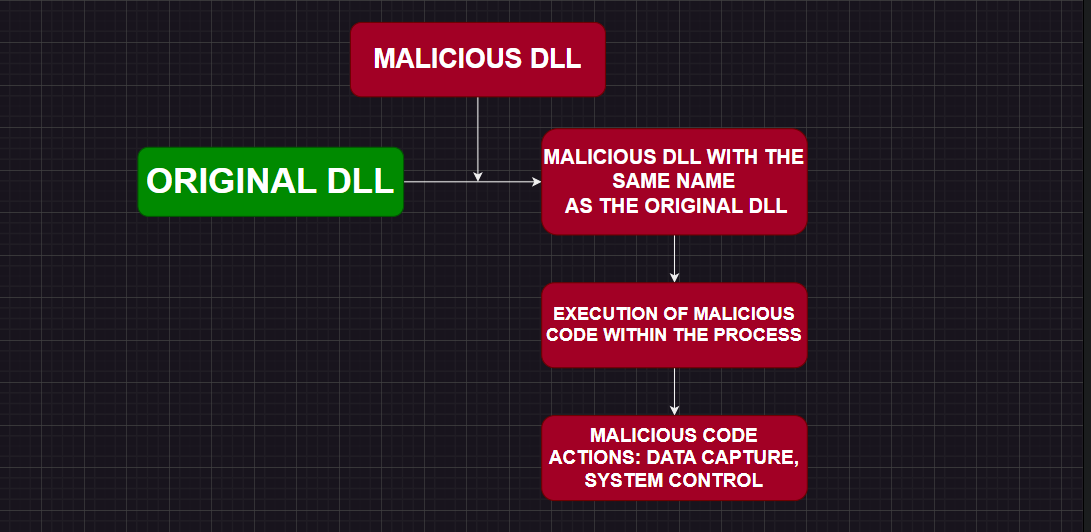 MALICIOUS DLL
ORIGINAL DLL
MALICIOUS DLL WITH THE
SAME NAME
AS THE ORIGINAL DLL
EXECUTION OF MALICIOUS
CODE WITHIN THE PROCESS
MALICIOUS CODE
ACTIONS: DATA CAPTURE,
SYSTEM CONTROL